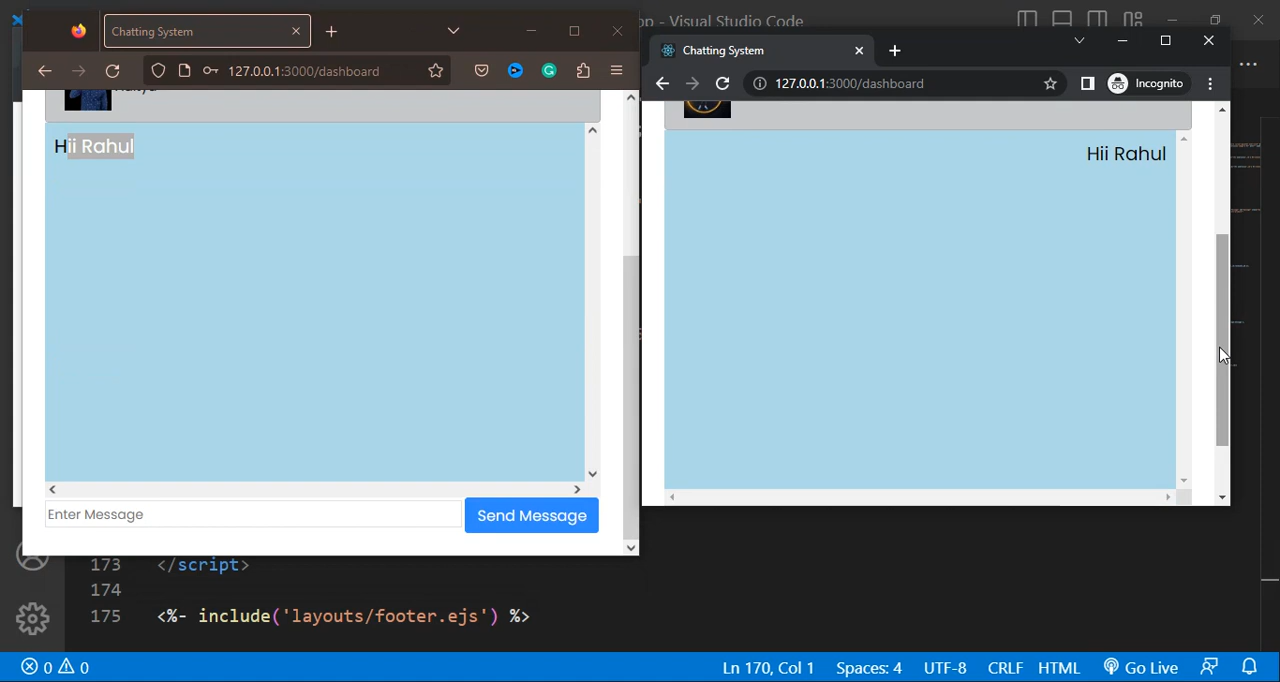 p - Visual Studio Code
Chatting System
127.0.0.1:3000/dashboard
Hii Rahul
Enter Message
Send Message
Chatting System
127.0.0.1:3000/dashboard
Incognito
Hii Rahul
173 </script>
174
175 <%- include('layouts/footer.ejs') %>
0 0 Ln 170, Col 1 Spaces: 4 UTF-8 CRLF HTML Go Live